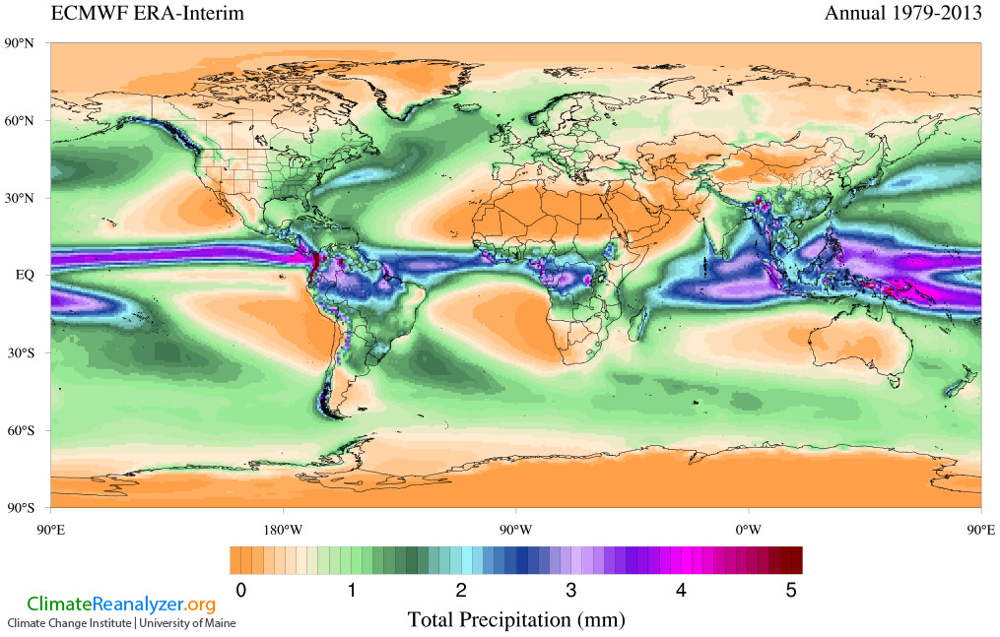 ECMWF ERA-Interim
Annual 1979-2013
90°N
60°N
30°N
EQ
30°S
60°S
90°S
90°E
180°W
90°W
0°W
90°E
0
1
2
3
4
5
Total Precipitation (mm)
ClimateReanalyzer.org
Climate Change Institute | University of Maine